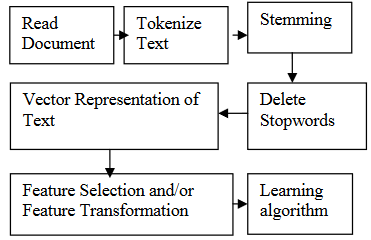 Read
Document
Tokenize
Text
Stemming
Vector Representation of
Text
Delete
Stopwords
Feature Selection and/or
Feature Transformation
Learning
algorithm